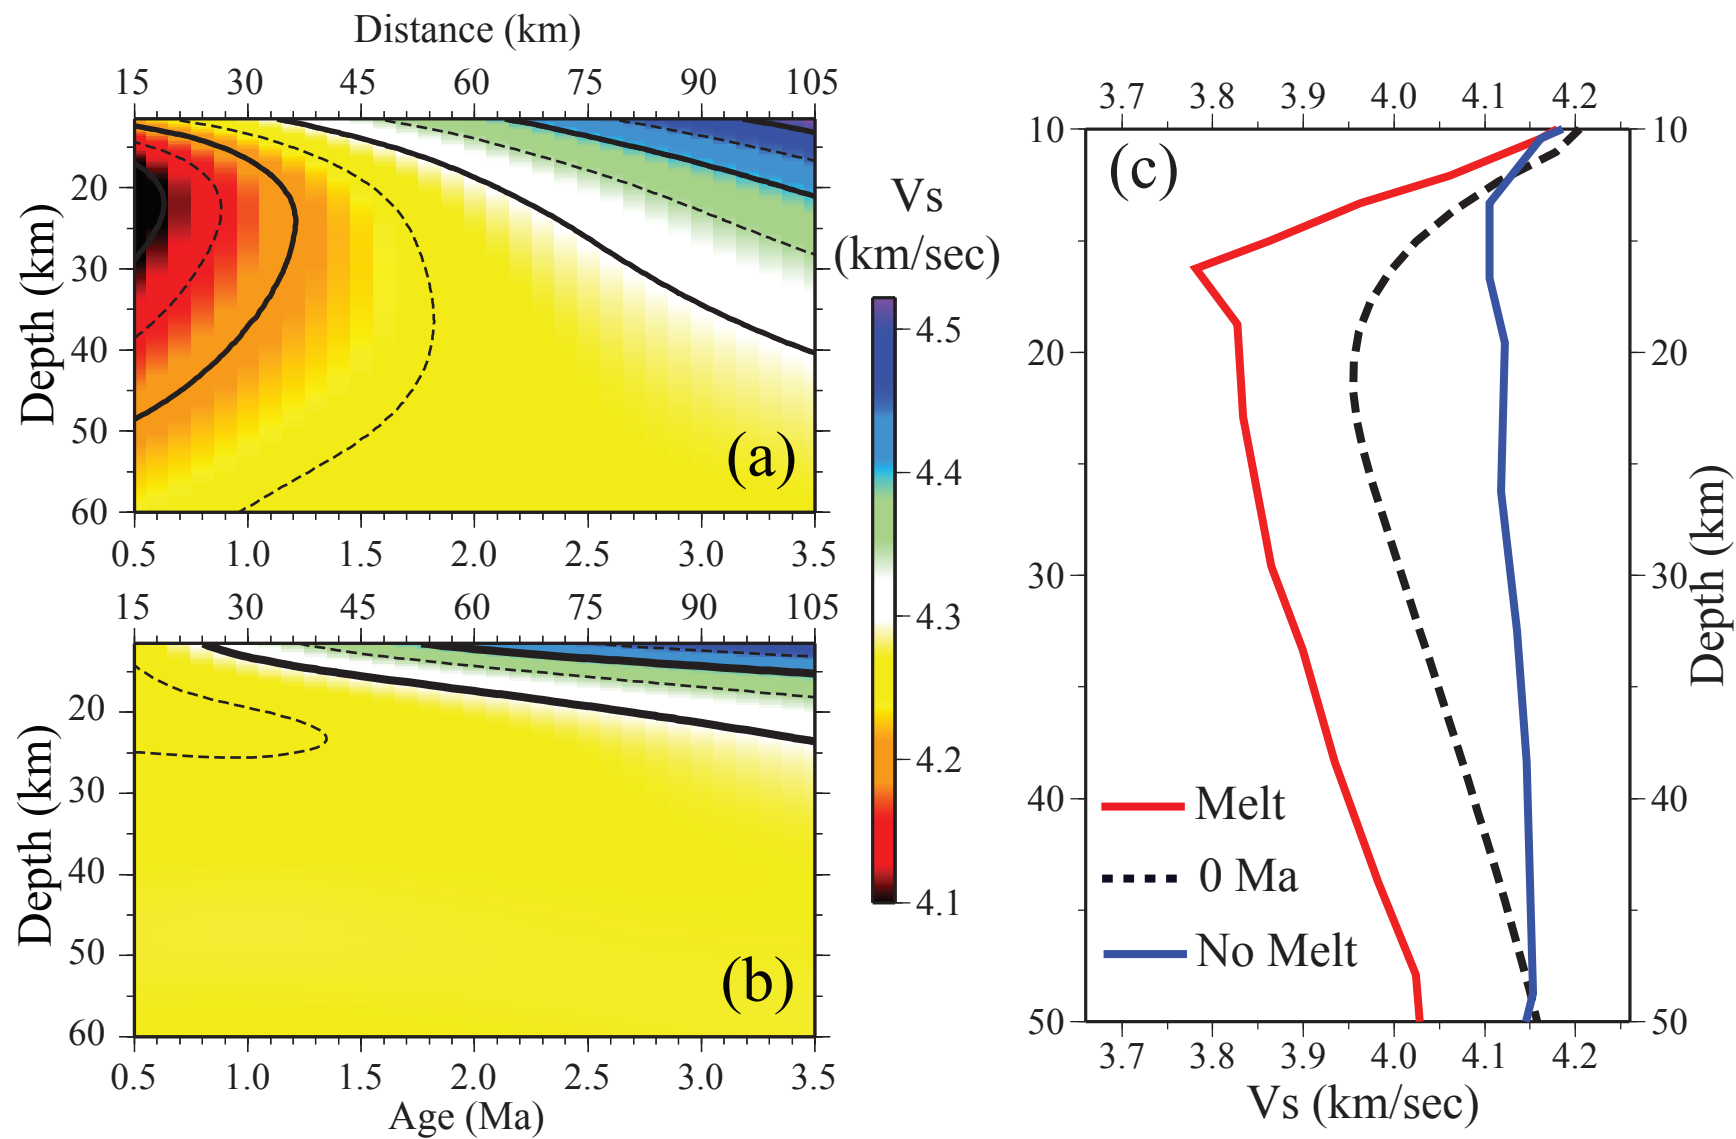 Distance (km)
15 30 45 60 75 90 105
Depth (km)
20
30
40
50
60
(a)
0.5 1.0 1.5 2.0 2.5 3.0 3.5
15 30 45 60 75 90 105
Depth (km)
20
30
40
50
60
(b)
0.5 1.0 1.5 2.0 2.5 3.0 3.5
Age (Ma)
Vs
(km/sec)
4.5
4.4
4.3
4.2
4.1
3.7 3.8 3.9 4.0 4.1 4.2
(c)
10
20
30
40
50
Melt
0 Ma
No Melt
10
20
30
40
50
Depth (km)
3.7 3.8 3.9 4.0 4.1 4.2
Vs (km/sec)